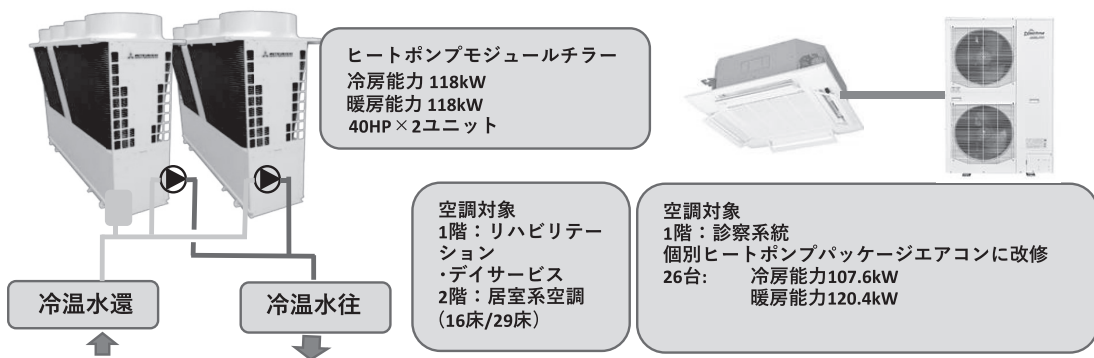 ヒートポンプモジュールチラー
冷房能力 118kW
暖房能力 118kW
40HP×2ユニット
空調対象
1階：リハビリテー
ション
・デイサービス
2階：居室系空調
（16床/29床）
空調対象
1階：診察系統
個別ヒートポンプパッケージエアコンに改修
26台: 冷房能力107.6kW
暖房能力120.4kW
冷温水還
冷温水往